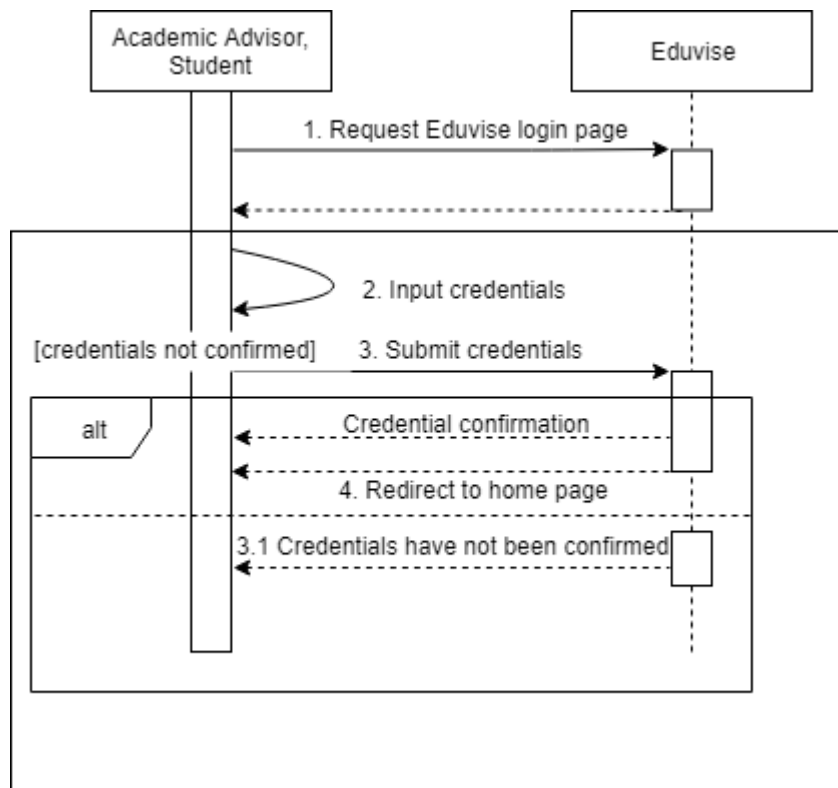 Academic Advisor,
Student
Eduvise
1. Request Eduvise login page
2. Input credentials
[credentials not confirmed]
3. Submit credentials
alt
Credential confirmation
4. Redirect to home page
3.1 Credentials have not been confirmed